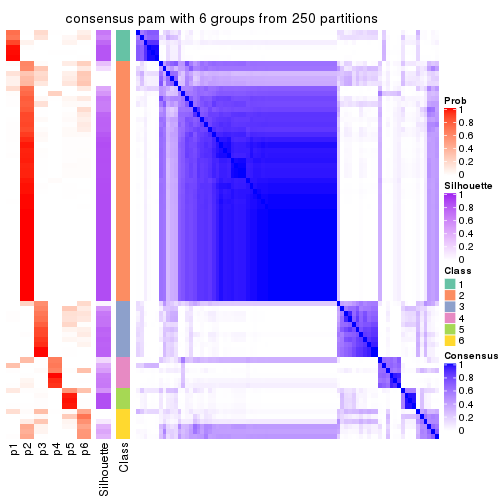 consensus pam with 6 groups from 250 partitions
Prob
1
0.8
0.6
0.4
0.2
0
Silhouette
1
0.8
0.6
0.4
0.2
0
Class
1
2
3
4
5
6
Consensus
1
0.8
0.6
0.4
0.2
0
p1
p2
p3
p4
p5
p6
Silhouette
Class